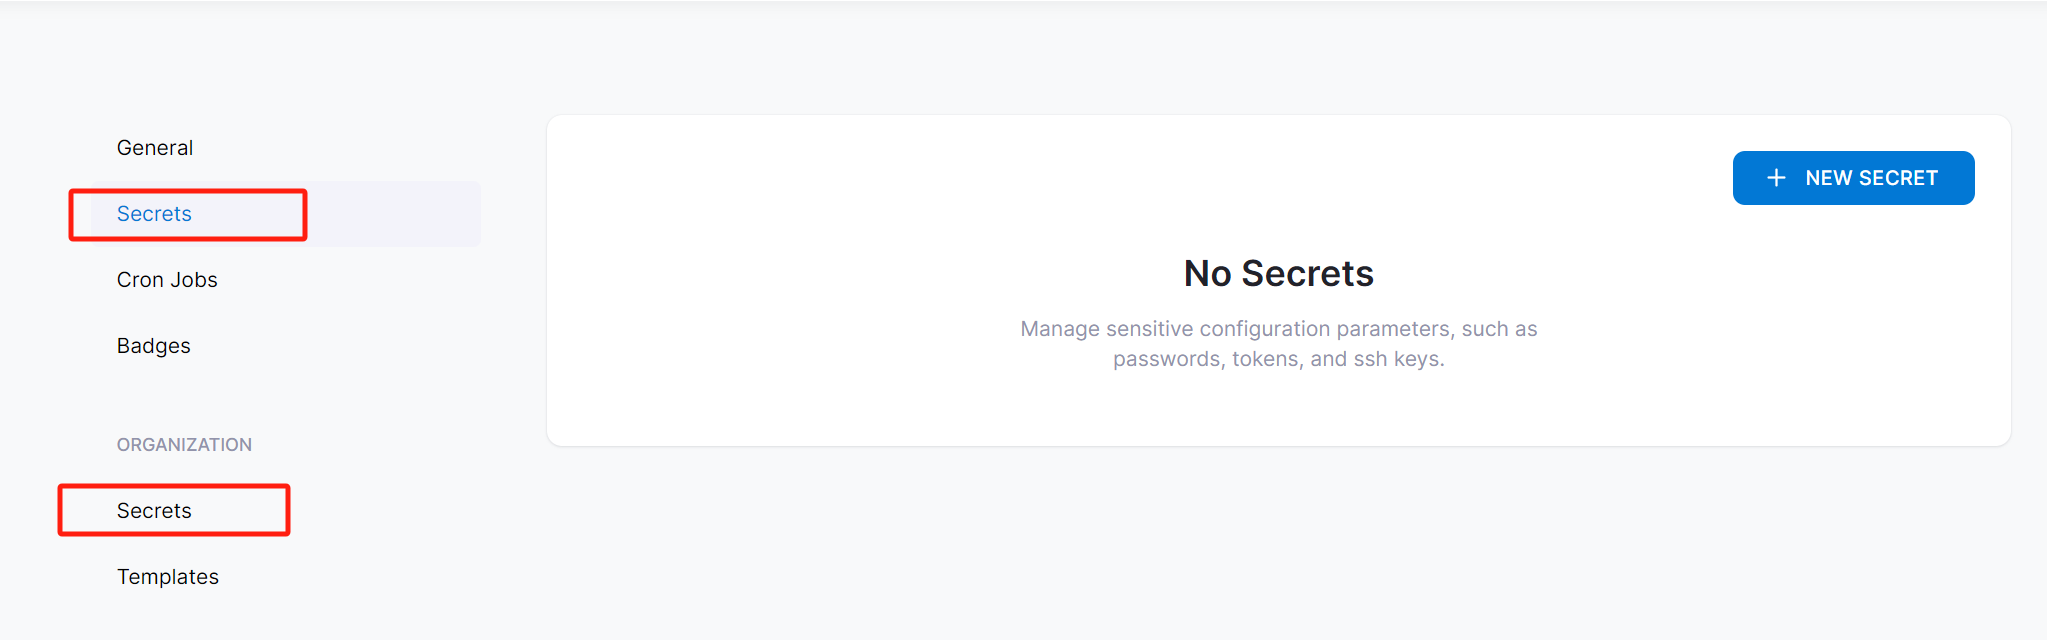 General
Secrets
Cron Jobs
Badges
ORGANIZATION
Secrets
Templates
NEW SECRET
No Secrets
Manage sensitive configuration parameters, such as
passwords, tokens, and ssh keys.